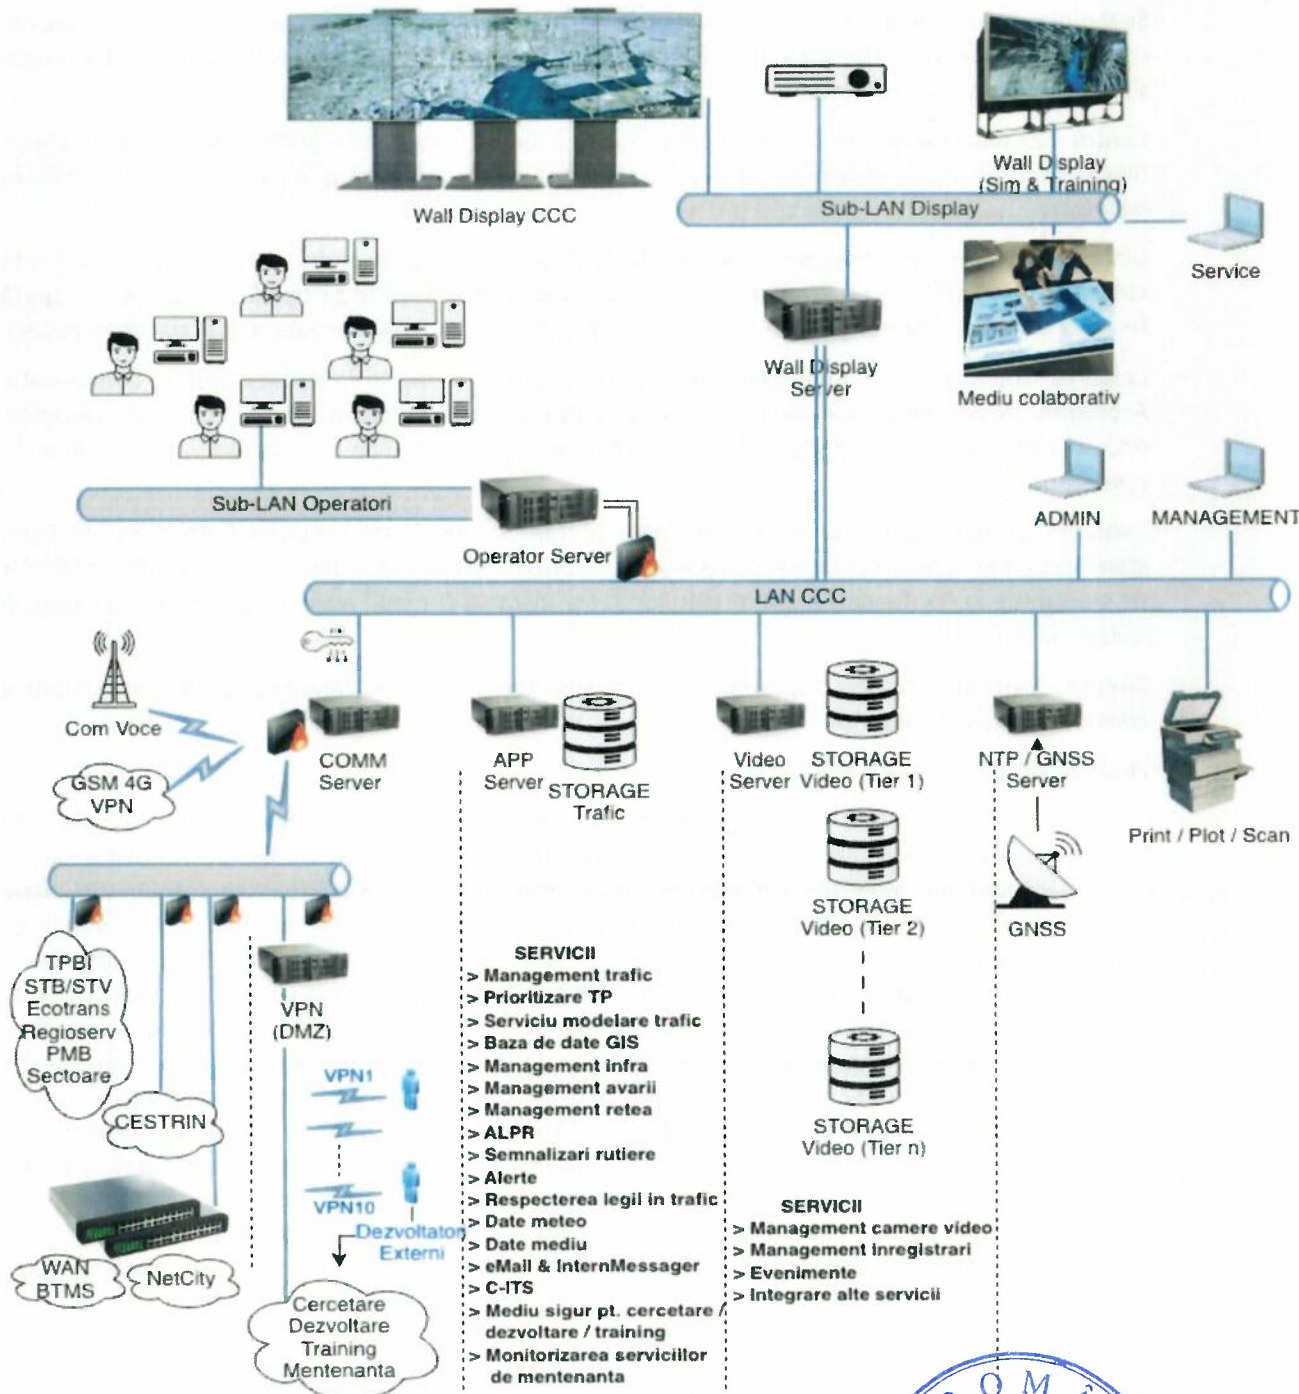 Wall Display CCC
Wall Display
(Sim & Training)
Sub-LAN Display
Service
Wall Display
Server
Mediu colaborativ
Sub-LAN Operatori
Operator Server
ADMIN
MANAGEMENT
LAN CCC
Com Voce
GSM 4G
VPN
COMM
Server
APP
Server
STORAGE
Trafic
Video
Server
STORAGE
Video (Tier 1)
NTP / GNSS
Server
Print / Plot / Scan
STORAGE
Video (Tier 2)
GNSS
TPBI
STB/STV
Ecotrans
Regioserv
PMB
Sectoare
VPN
(DMZ)
CESTRIN
WAN
BTMS
NetCity
VPN1
VPN10
Dezvoltatori
Externi
Cercetare
Dezvoltare
Training
Mentenanta
SERVICII
> Management trafic
> Prioritizare TP
> Serviciu modelare trafic
> Baza de date GIS
> Management infra
> Management avarii
> Management retea
> ALPR
> Semnalizari rutiere
> Alerte
> Respecterea legii in trafic
> Date meteo
> Date mediu
> eMail & InternMessager
> C-ITS
> Mediu sigur pt. cercetare /
dezvoltare / training
> Monitorizarea serviciilor
de mentenanta
STORAGE
Video (Tier n)
SERVICII
> Management camere video
> Management inregistrari
> Evenimente
> Integrare alte servicii